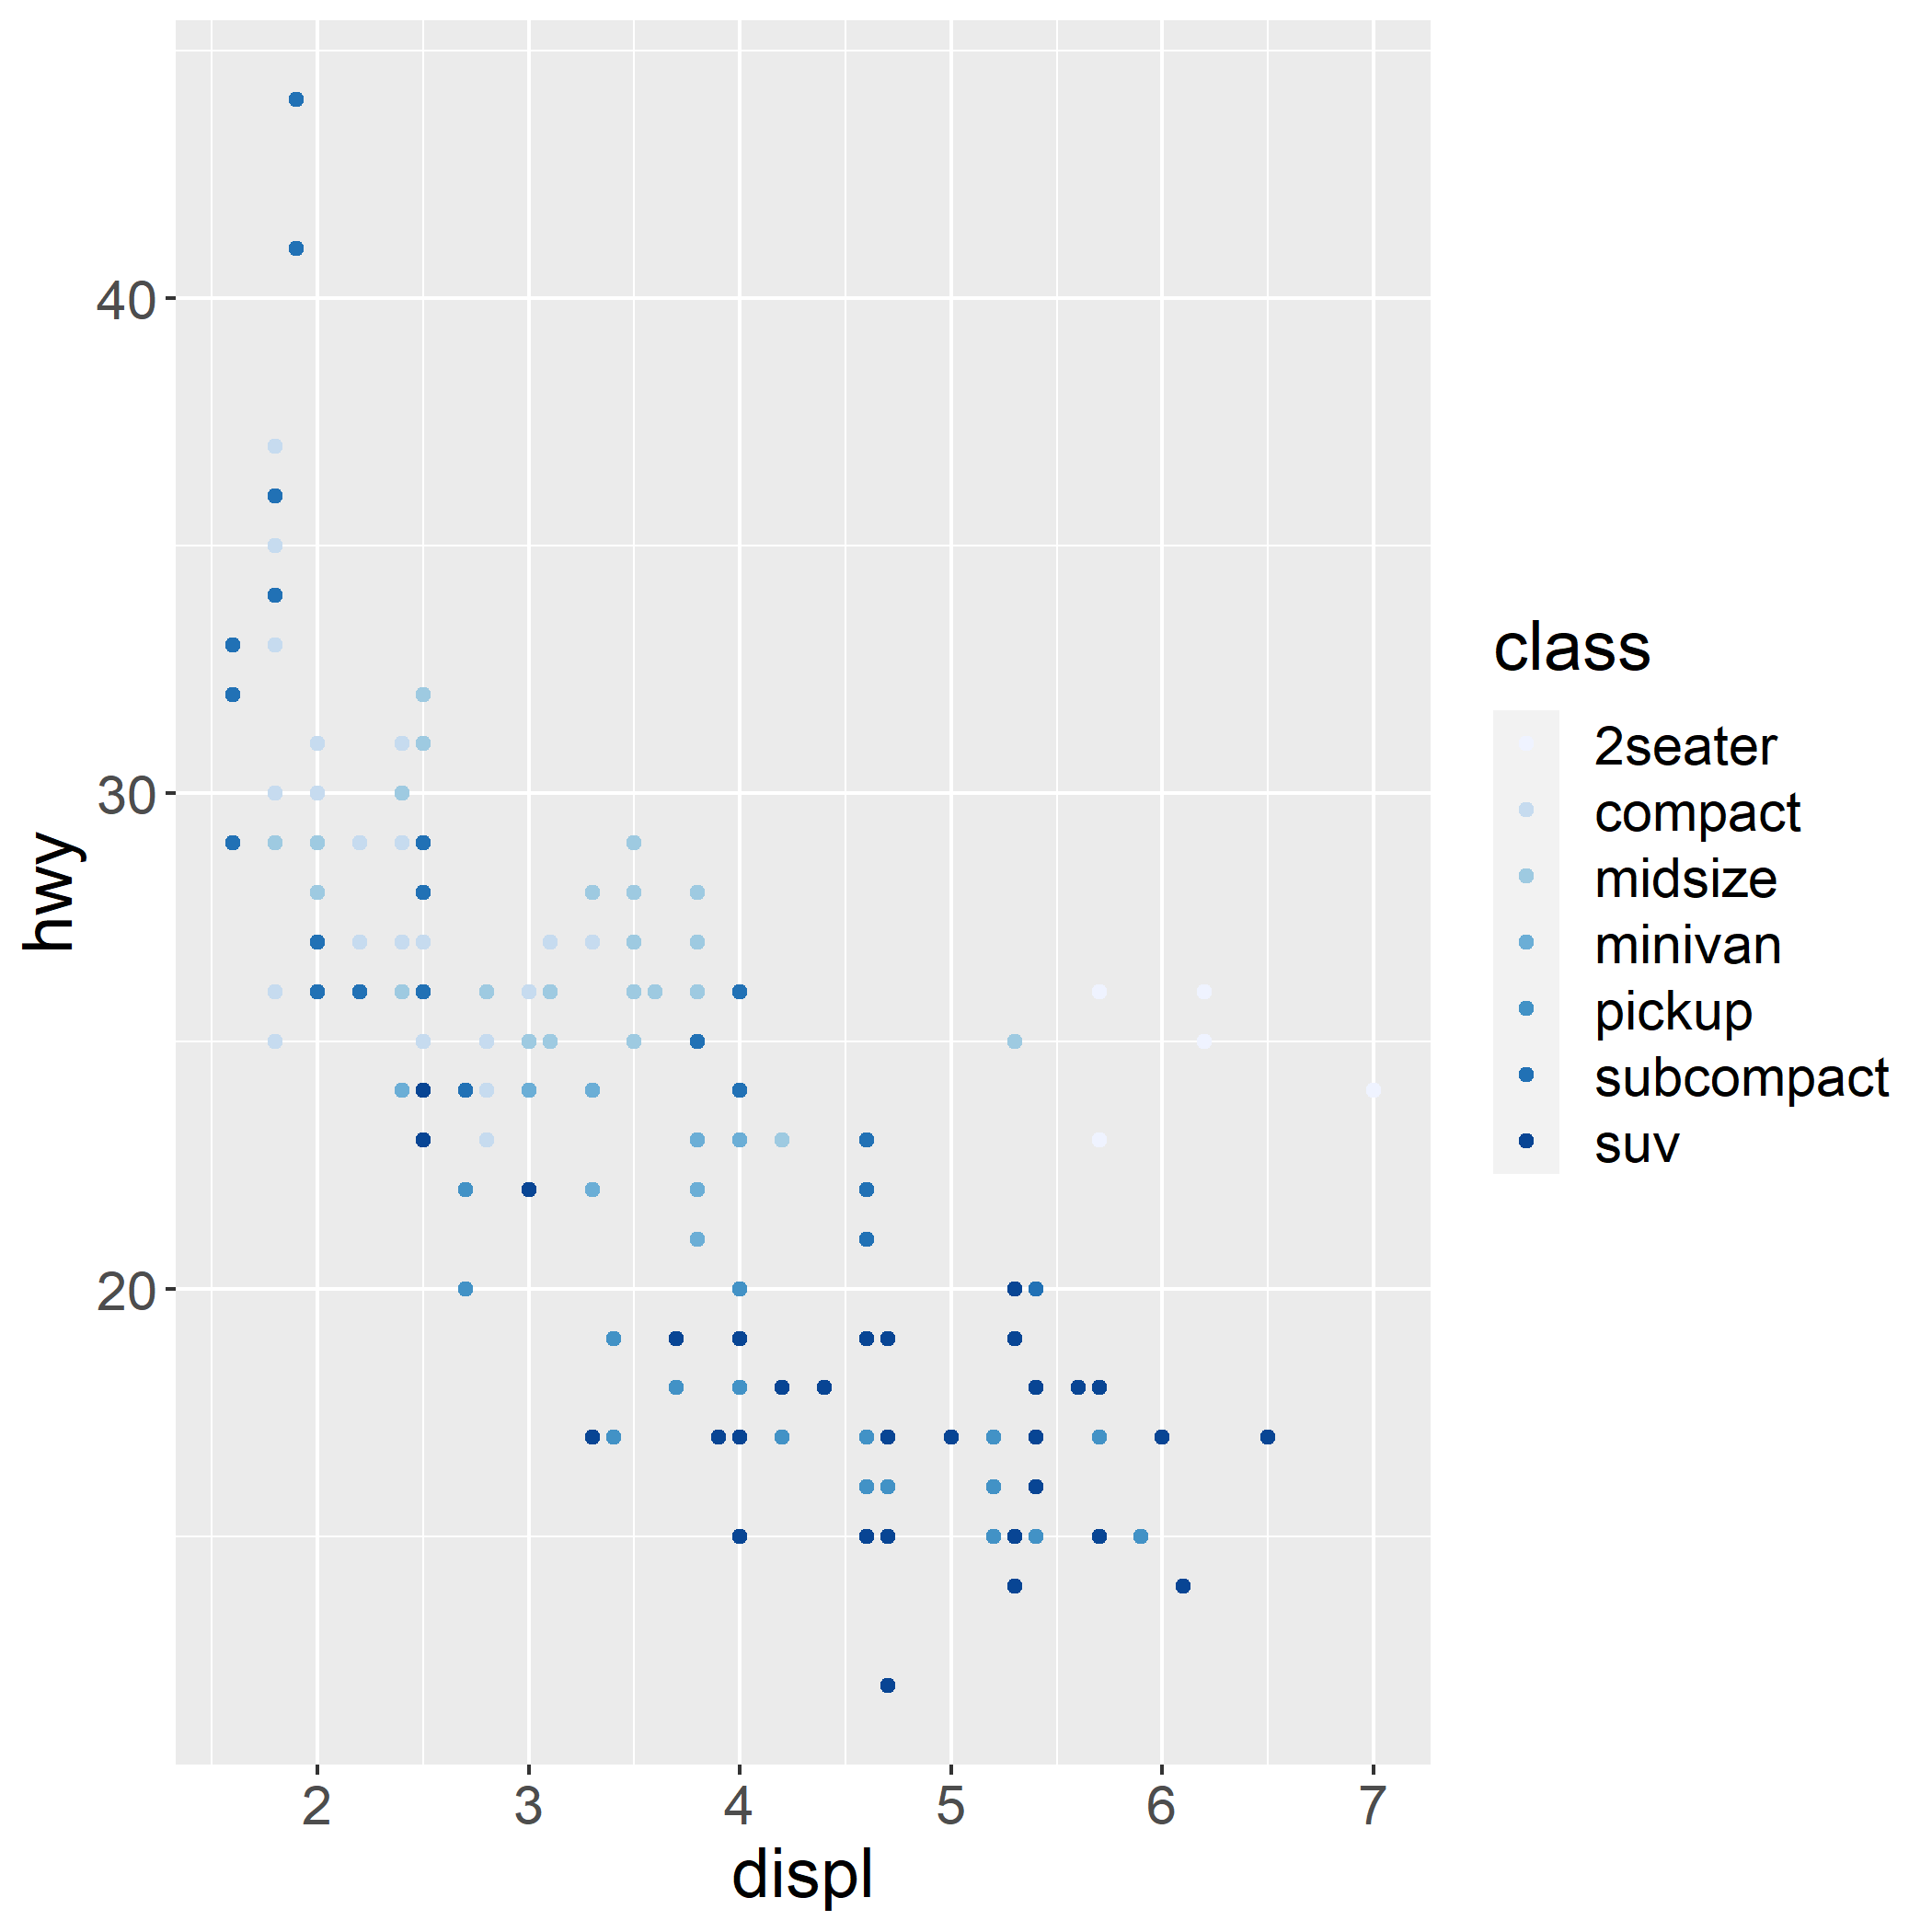 40
30
20
hwy
2 3 4 5 6 7
displ
class
2seater
compact
midsize
minivan
pickup
subcompact
suv